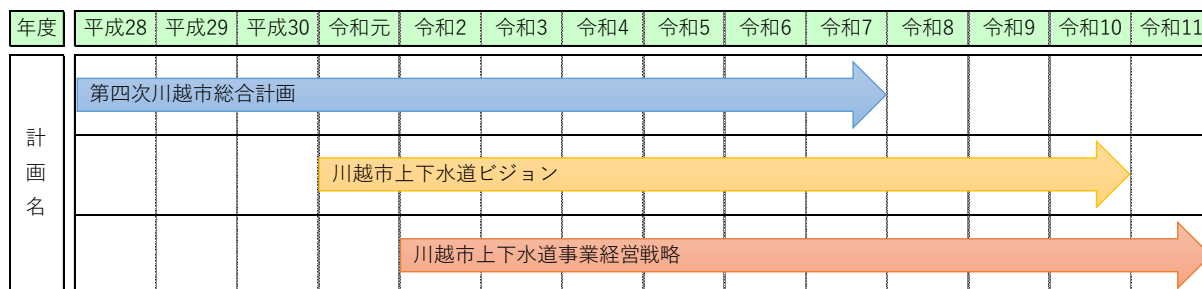 年度 平成28 平成29 平成30 令和元 令和2 令和3 令和4 令和5 令和6 令和7 令和8 令和9 令和10 令和11
計画名
第四次川越市総合計画
川越市上下水道ビジョン
川越市上下水道事業経営戦略